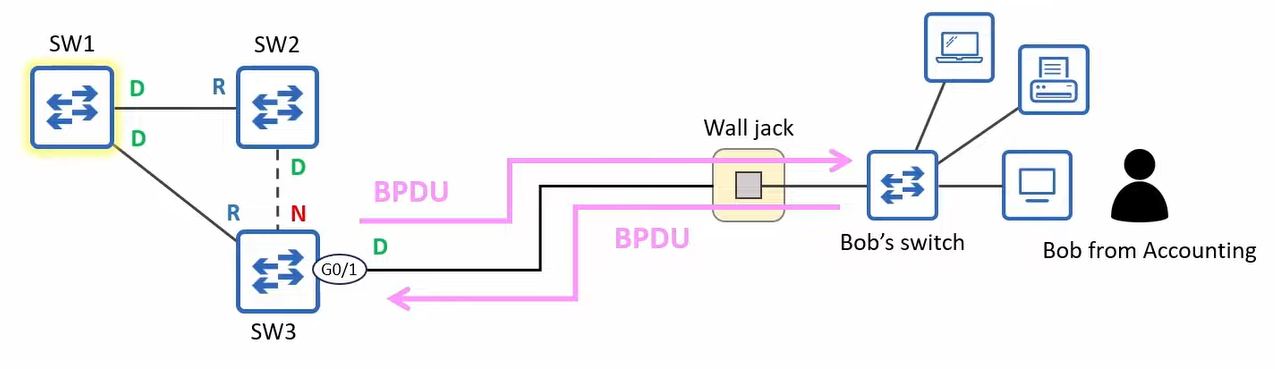 SW1
SW2
D
R
D
D
R
N
SW3
G0/1
D
BPDU
BPDU
Wall jack
Bob's switch
Bob from Accounting